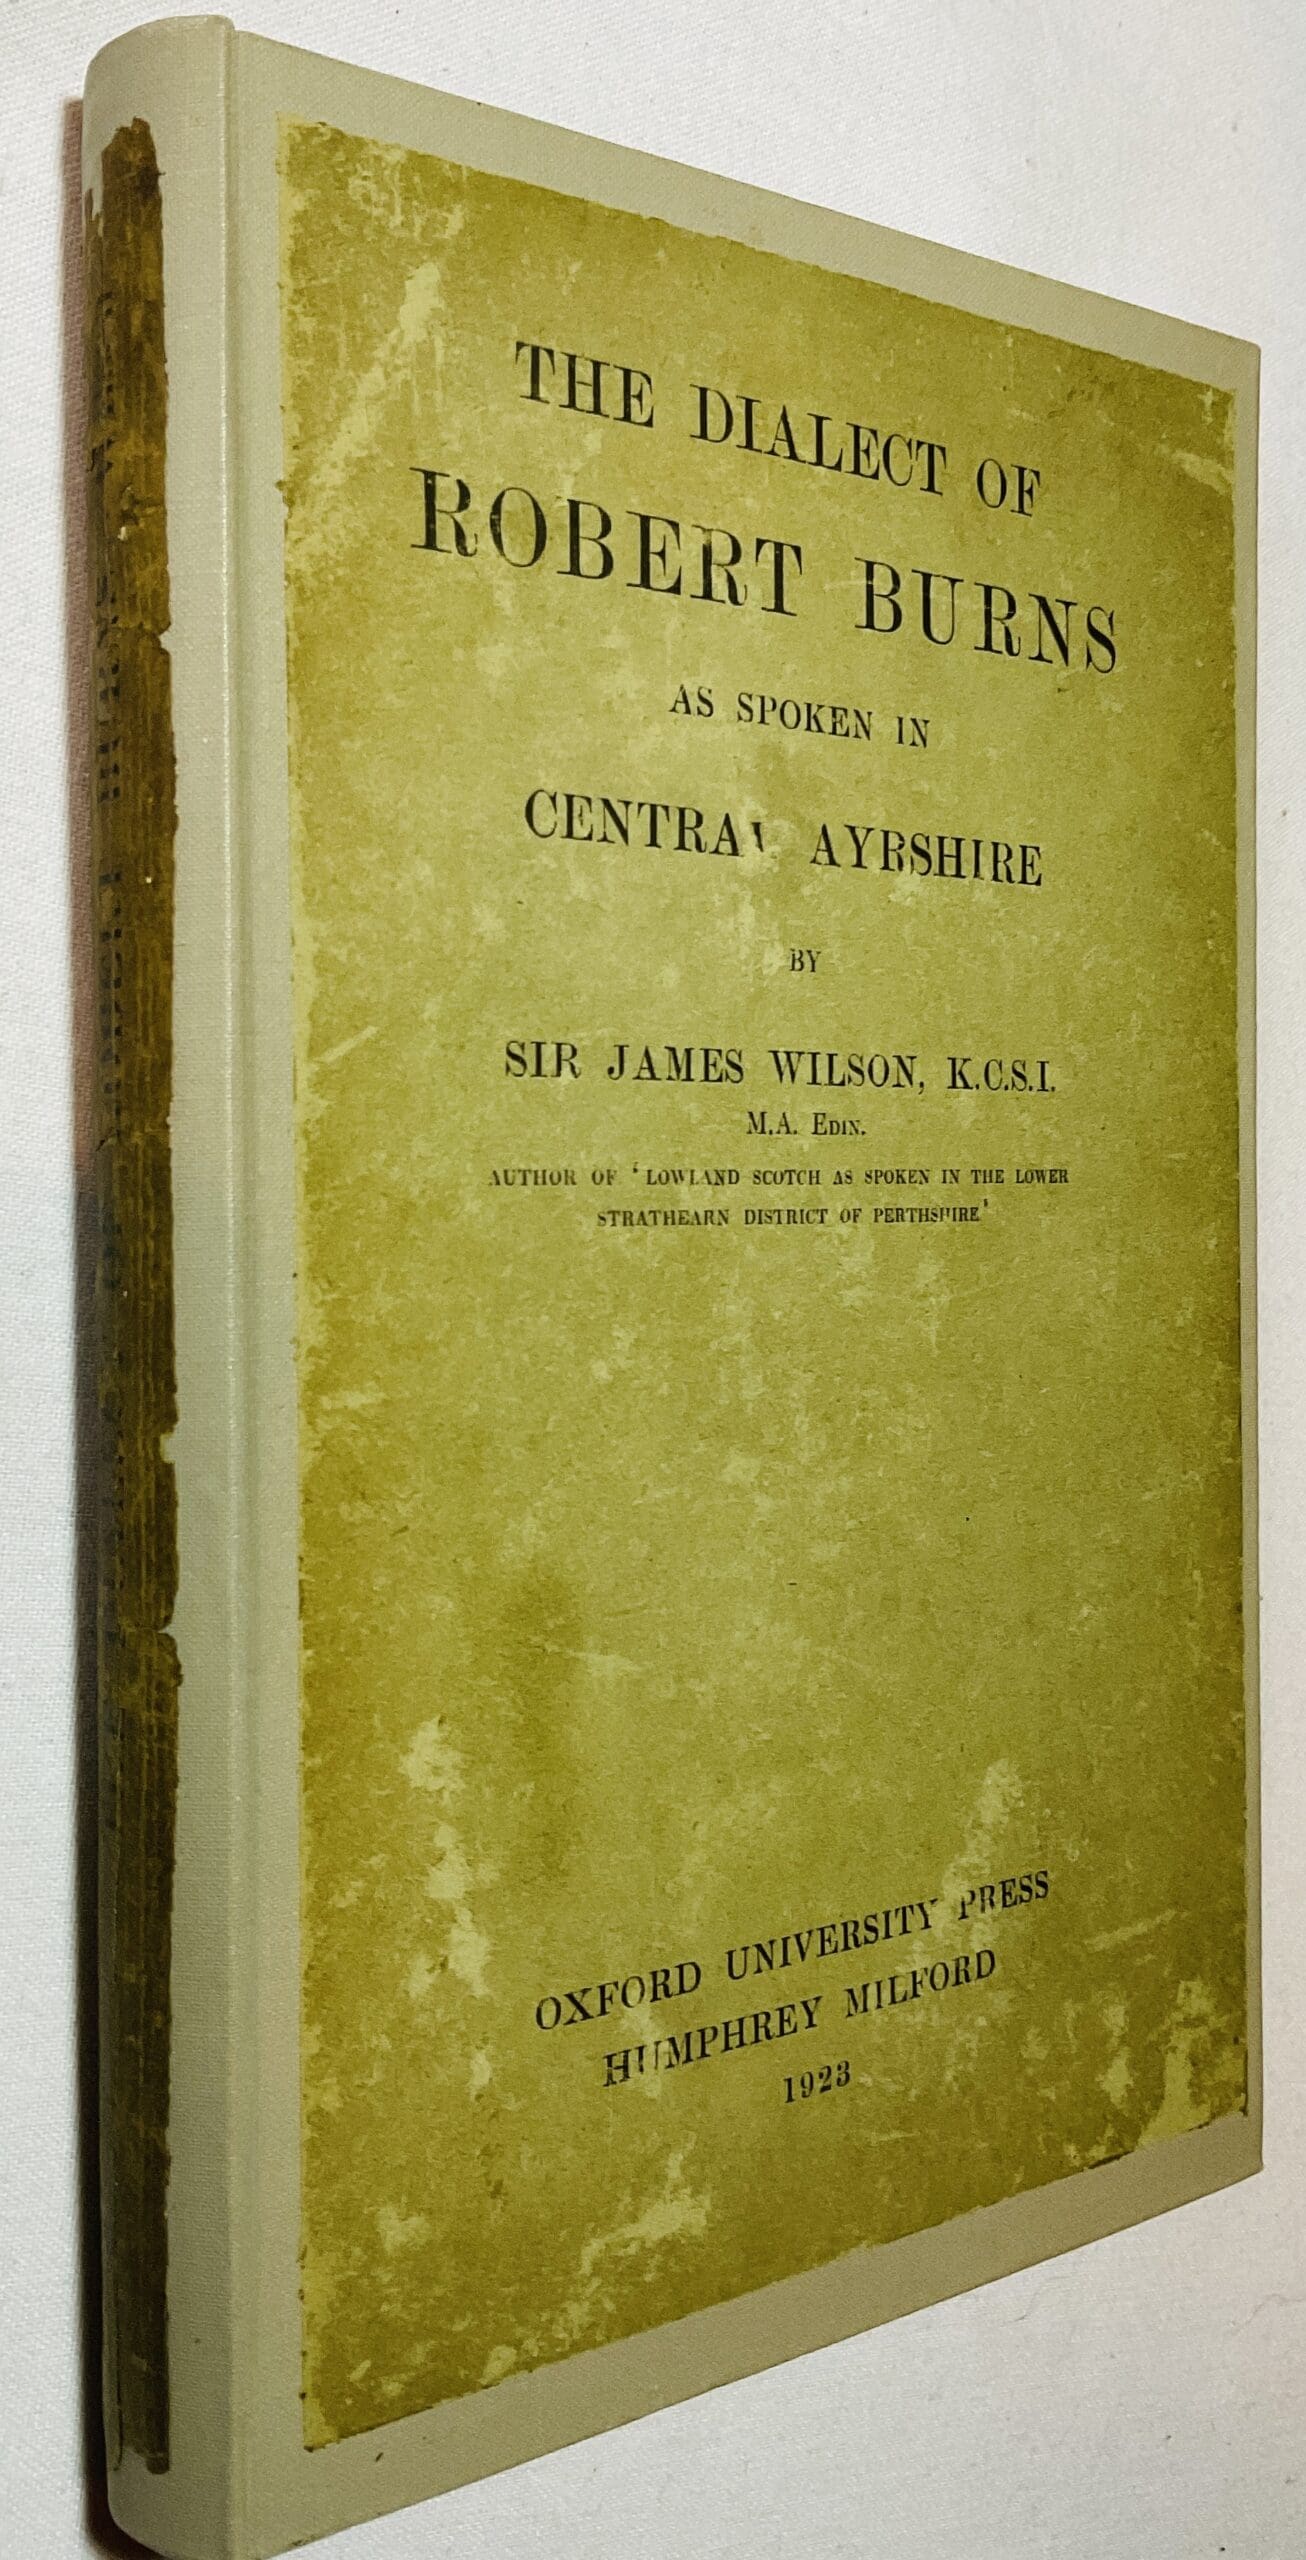 THE DIALECT OF
ROBERT BURNS
AS SPOKEN IN
CENTRAL AYRSHIRE
BY
SIR JAMES WILSON, K.C.S.I.
M.A. EDIN.
AUTHOR OF 'LOWLAND SCOTCH AS SPOKEN IN THE LOWER
STRATHEARN DISTRICT OF PERTHSHIRE'
OXFORD UNIVERSITY PRESS
HUMPHREY MILFORD
1923